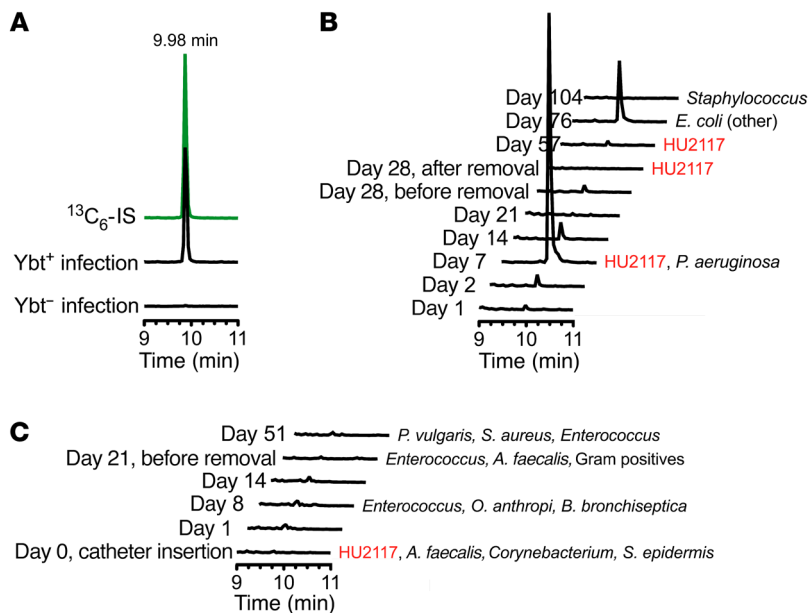 A
9.98 min
¹³C₆-IS
Ybt⁺ infection
Ybt⁻ infection
9 10 11
Time (min)
B
Day 104 Staphylococcus
Day 76 E. coli (other)
Day 57 HU2117
Day 28, after removal HU2117
Day 28, before removal
Day 21
Day 14
Day 7 HU2117, P. aeruginosa
Day 2
Day 1
9 10 11
Time (min)
C
Day 51 P. vulgaris, S. aureus, Enterococcus
Day 21, before removal Enterococcus, A. faecalis, Gram positives
Day 14
Day 8 Enterococcus, O. anthropi, B. bronchiseptica
Day 1
Day 0, catheter insertion HU2117, A. faecalis, Corynebacterium, S. epidermis
9 10 11
Time (min)